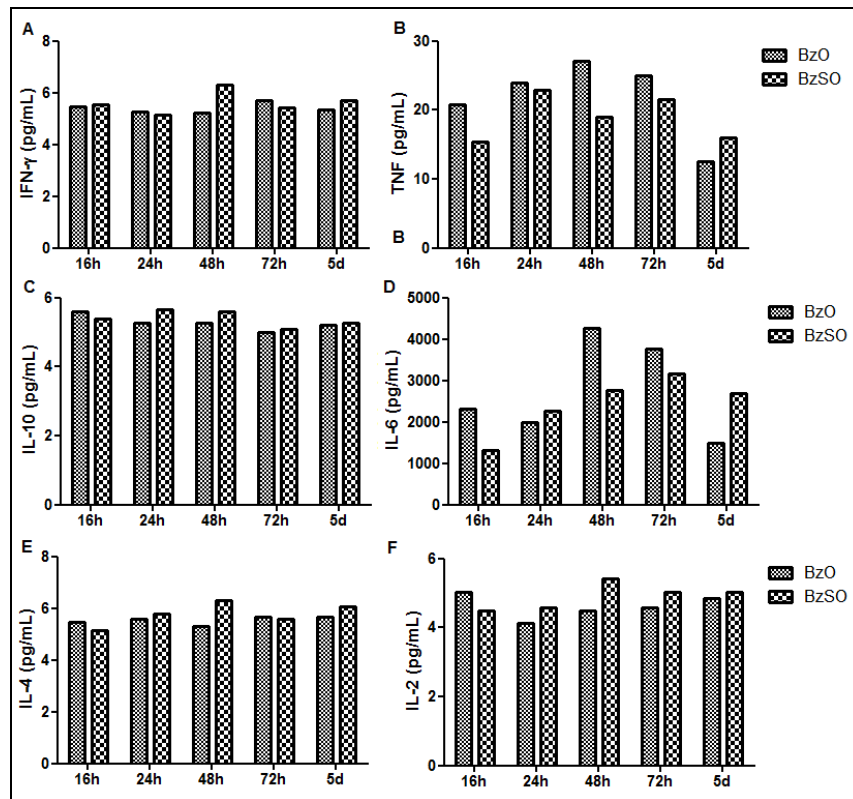 A
IFN-γ (pg/mL)
8
6
4
2
0
16h 24h 48h 72h 5d
B
TNF (pg/mL)
30
20
10
0
B
16h 24h 48h 72h 5d
BzO
BzSO
C
IL-10 (pg/mL)
6
4
2
0
16h 24h 48h 72h 5d
D
IL-6 (pg/mL)
5000
4000
3000
2000
1000
0
16h 24h 48h 72h 5d
BzO
BzSO
E
IL-4 (pg/mL)
8
6
4
2
0
16h 24h 48h 72h 5d
F
IL-2 (pg/mL)
6
4
2
0
16h 24h 48h 72h 5d
BzO
BzSO